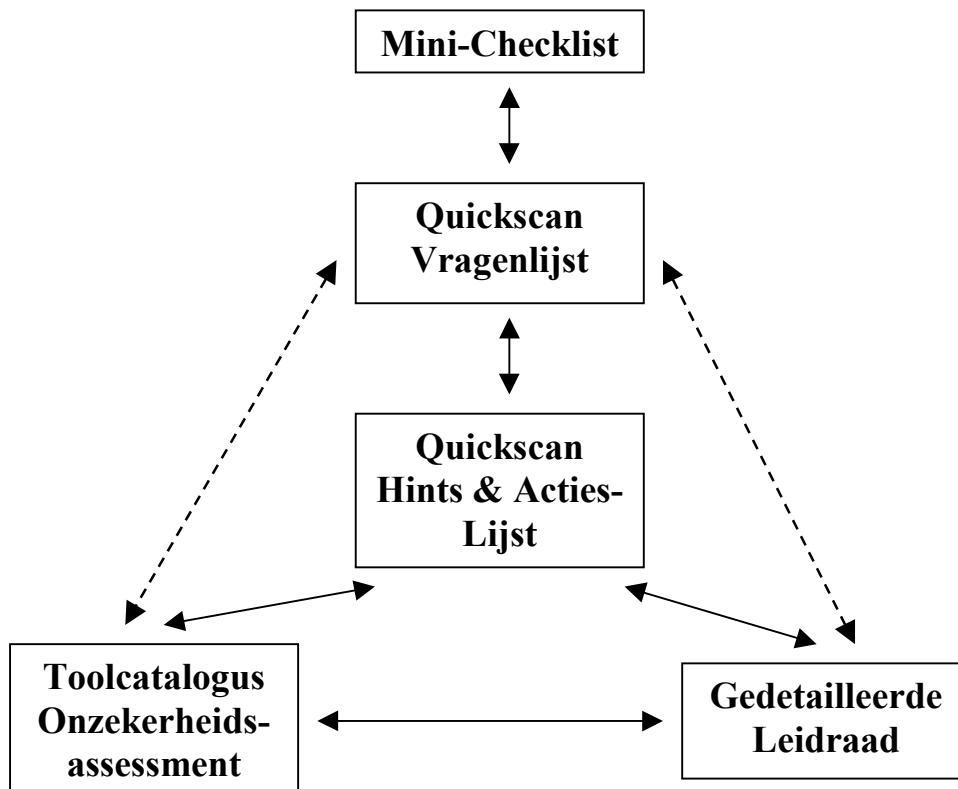 Mini-Checklist
Quickscan
Vragenlijst
Quickscan
Hints & Acties-
Lijst
Toolcatalogus
Onzekerheids-
assessment
Gedetailleerde
Leidraad